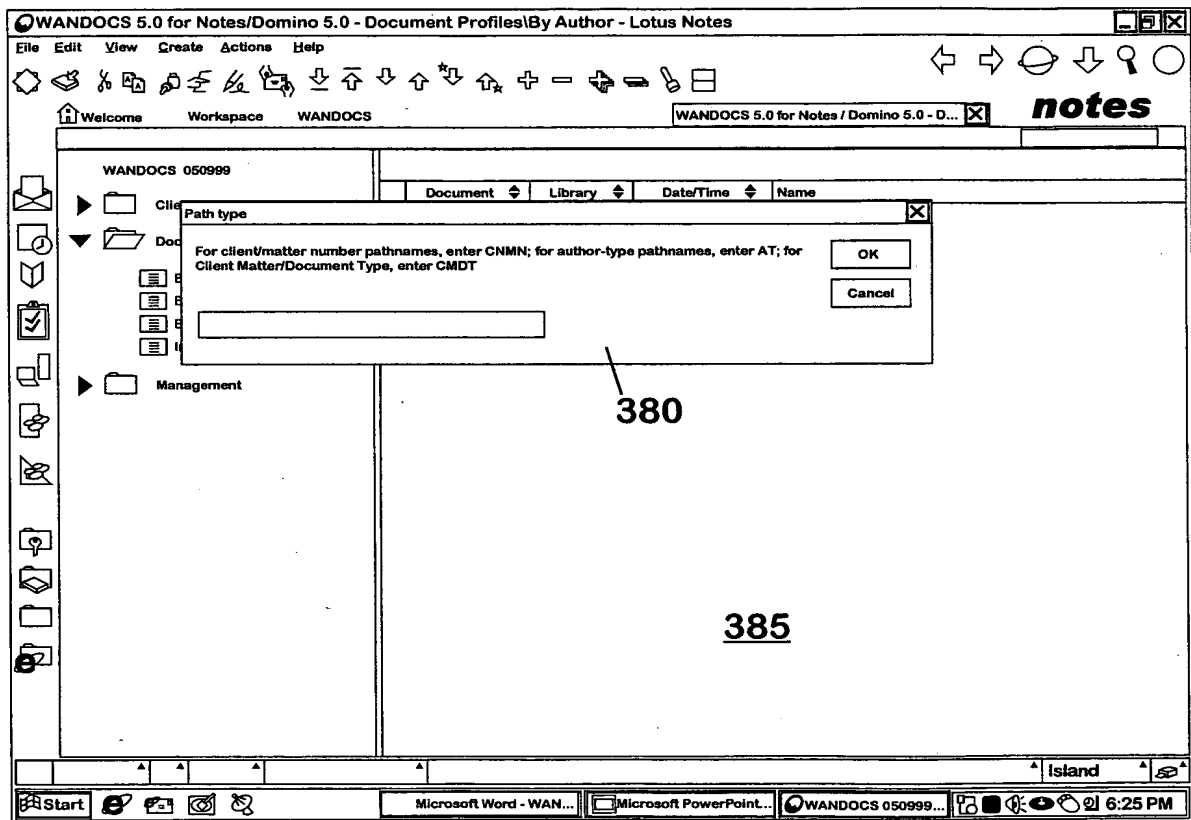 WANDOCS 5.0 for Notes/Domino 5.0 - Document Profiles\By Author - Lotus Notes
File Edit View Create Actions Help
Welcome Workspace WANDOCS WANDOCS 5.0 for Notes / Domino 5.0 - D... notes
WANDOCS 050999
Document Library Date/Time Name
Clie
Path type
Doc
For client/matter number pathnames, enter CNMN; for author-type pathnames, enter AT; for
Client Matter/Document Type, enter CMDT
OK
Cancel
Management
380
385
Island
Start Microsoft Word - WAN... Microsoft PowerPoint... WANDOCS 050999... 6:25 PM